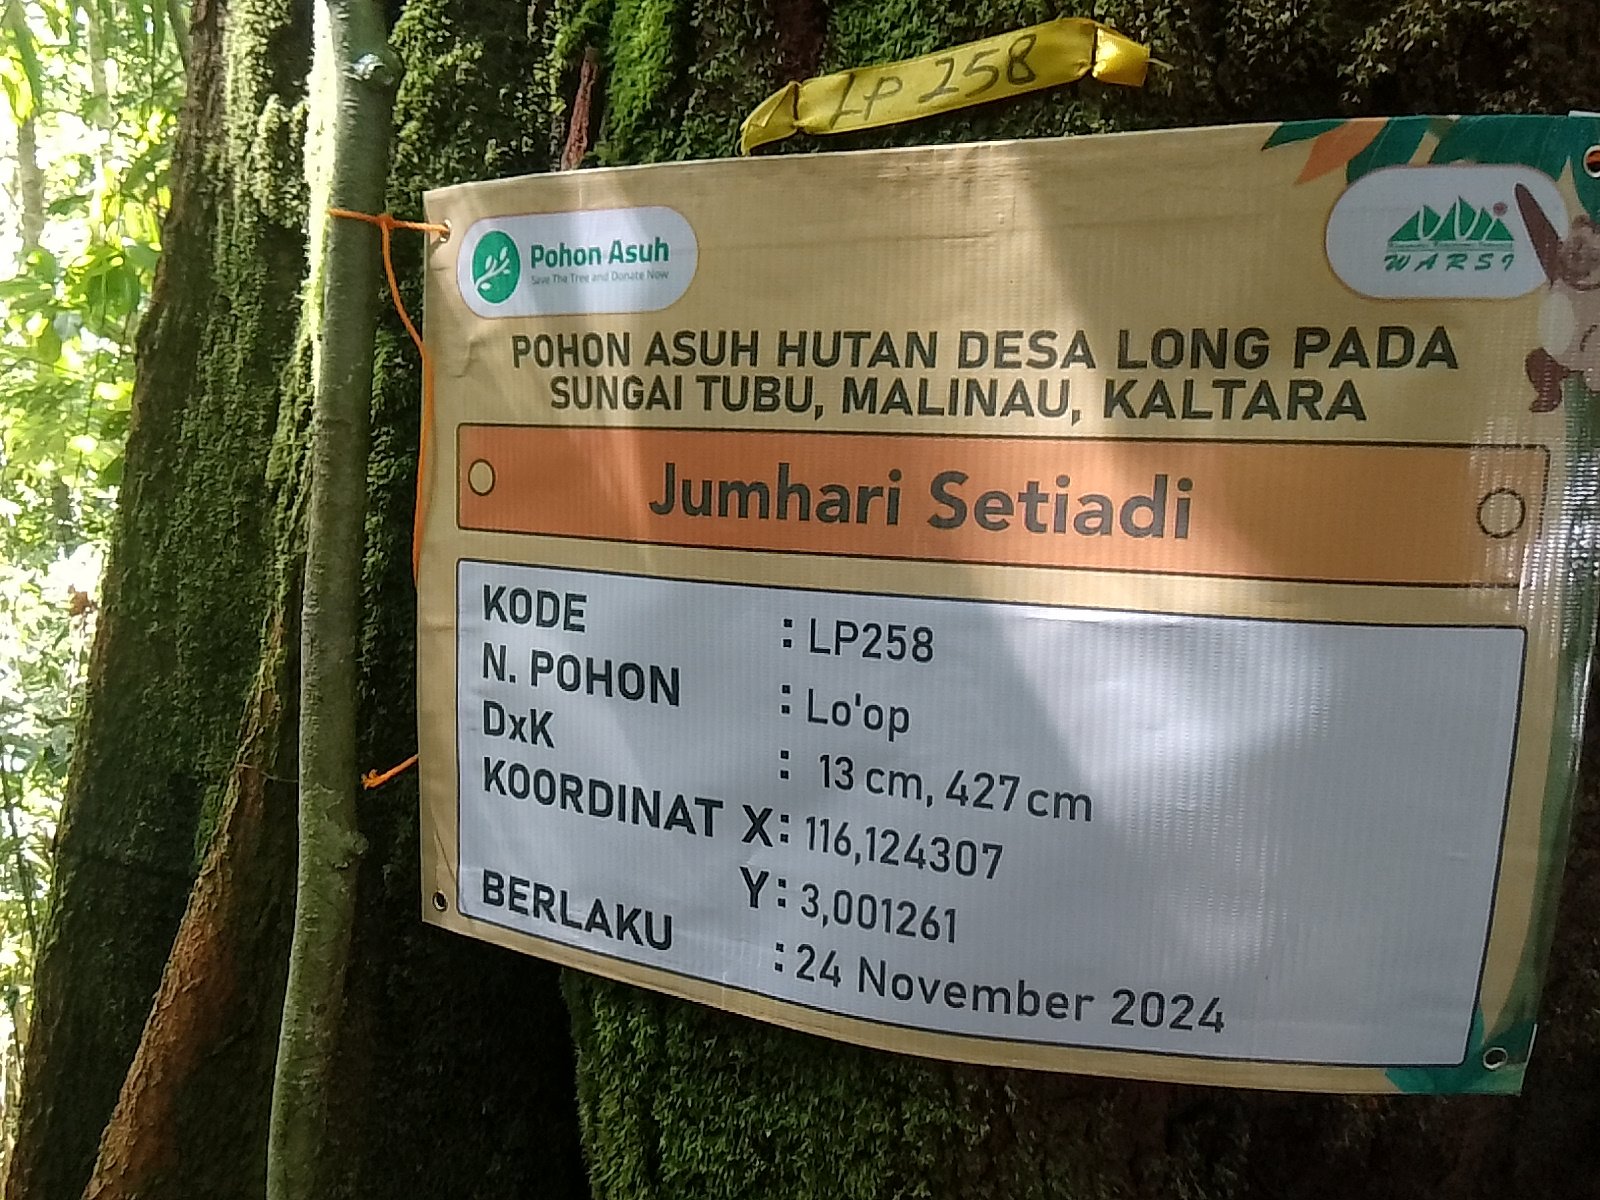 LP 258
Pohon Asuh
Save The Tree and Donate Now
WARSI
POHON ASUH HUTAN DESA LONG PADA
SUNGAI TUBU, MALINAU, KALTARA
Jumhari Setiadi
KODE : LP258
N. POHON : Lo'op
DxK : 13 cm, 427 cm
KOORDINAT X : 116,124307
Y : 3,001261
BERLAKU : 24 November 2024